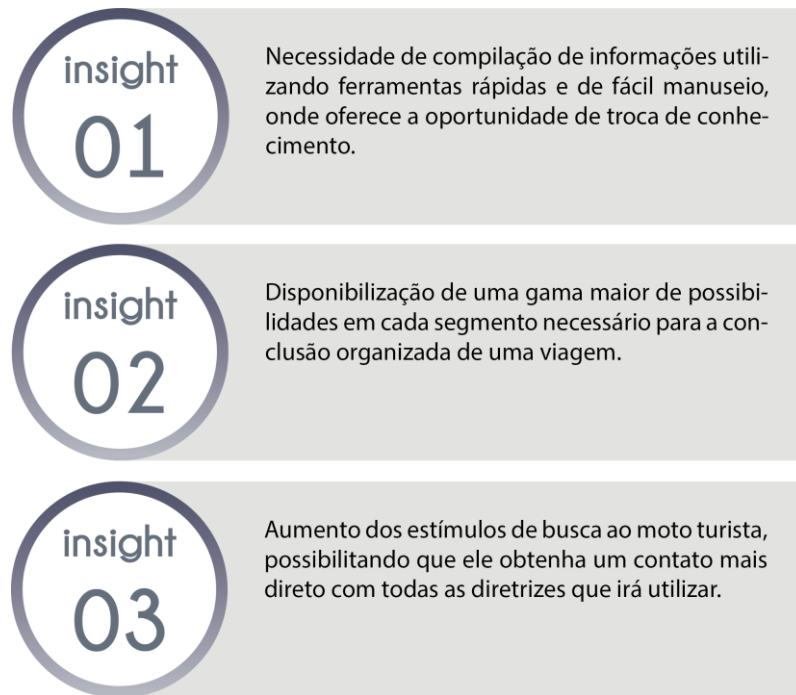 insight
01
Necessidade de compilação de informações utili-
zando ferramentas rápidas e de fácil manuseio,
onde oferece a oportunidade de troca de conhe-
cimento.
insight
02
Disponibilização de uma gama maior de possibi-
lidades em cada segmento necessário para a con-
clusão organizada de uma viagem.
insight
03
Aumento dos estímulos de busca ao moto turista,
possibilitando que ele obtenha um contato mais
direto com todas as diretrizes que irá utilizar.